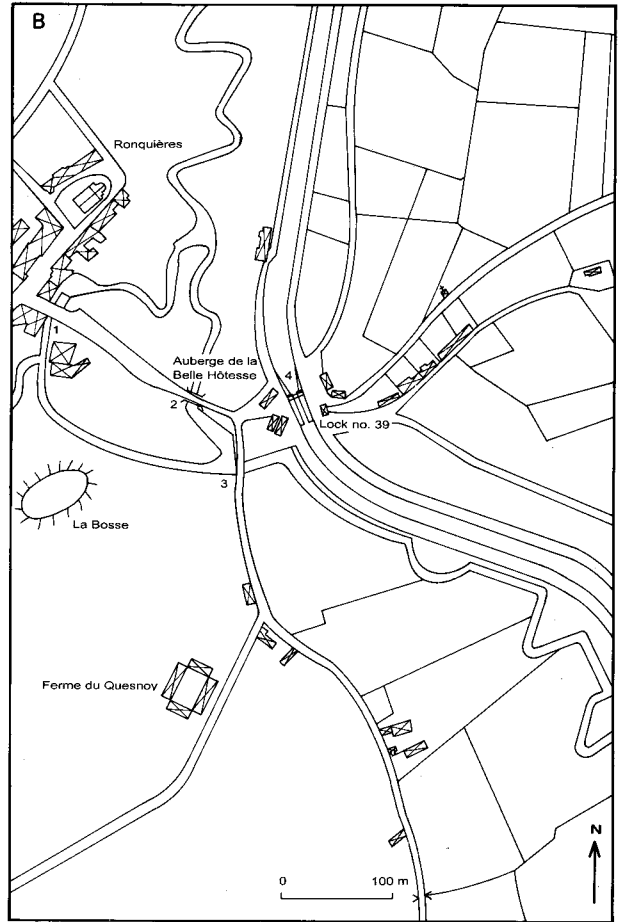 B
Ronquières
1
Auberge de la
Belle Hôtesse
4
2
Lock no. 39
3
La Bosse
Ferme du Quesnoy
N
0 100 m